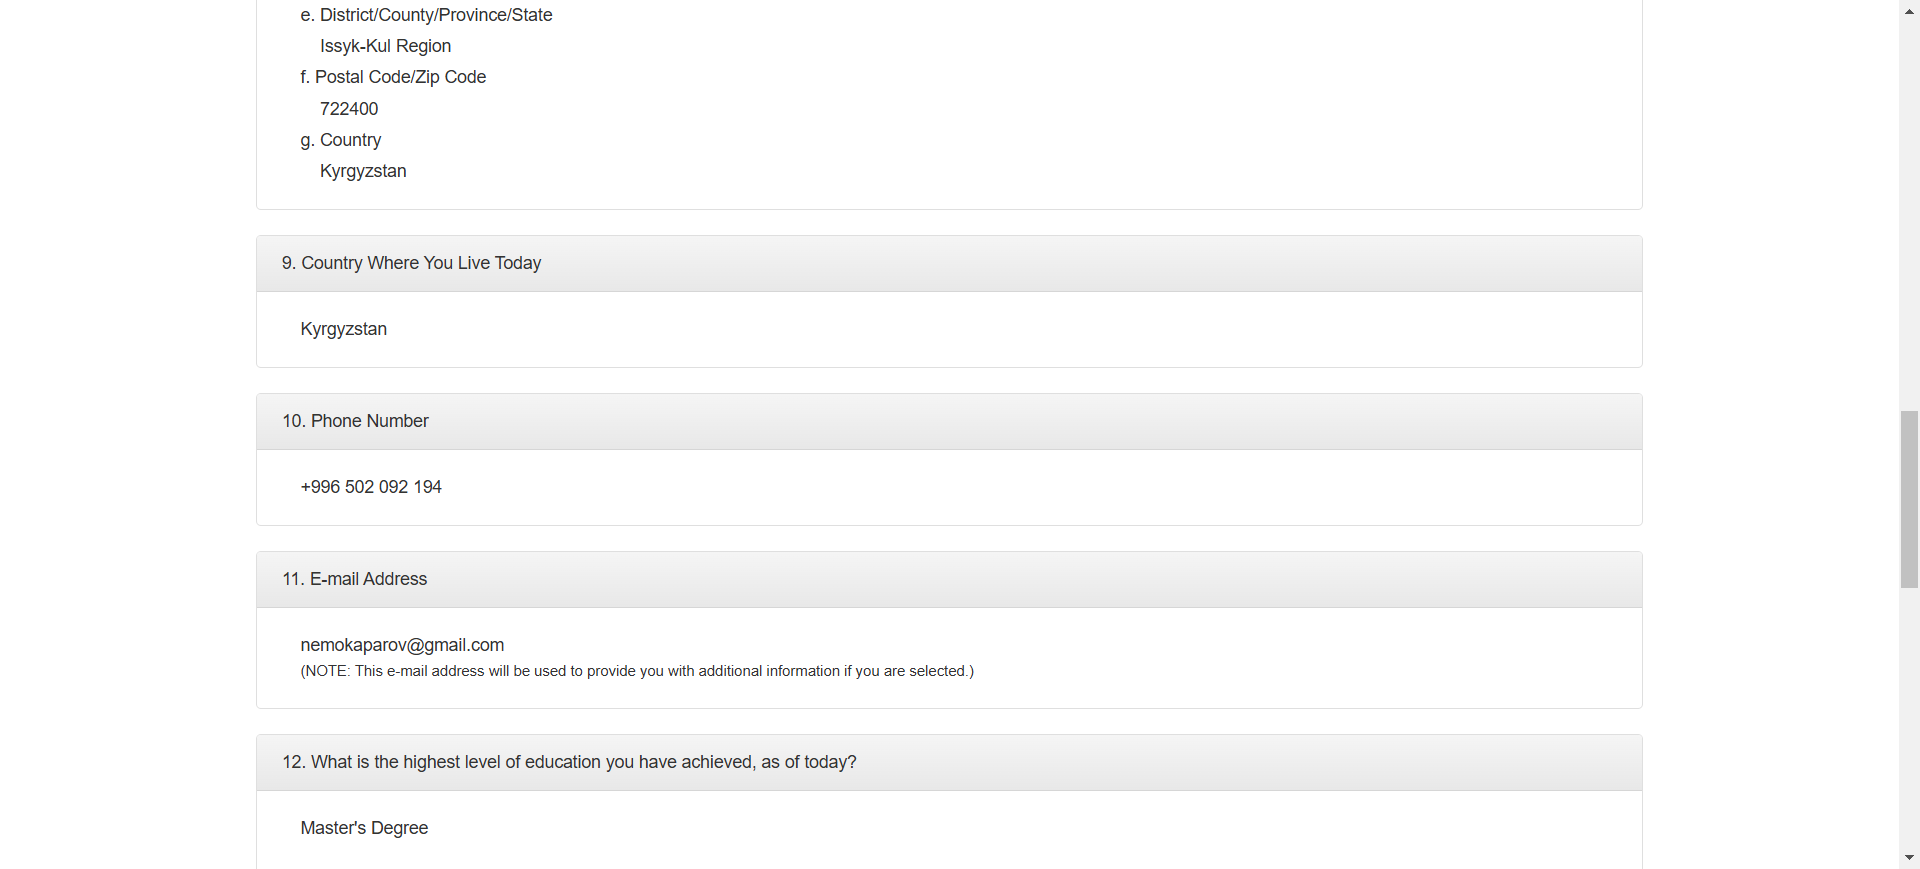 e. District/County/Province/State
Issyk-Kul Region
f. Postal Code/Zip Code
722400
g. Country
Kyrgyzstan
9. Country Where You Live Today
Kyrgyzstan
10. Phone Number
+996 502 092 194
11. E-mail Address
nemokaparov@gmail.com
(NOTE: This e-mail address will be used to provide you with additional information if you are selected.)
12. What is the highest level of education you have achieved, as of today?
Master's Degree